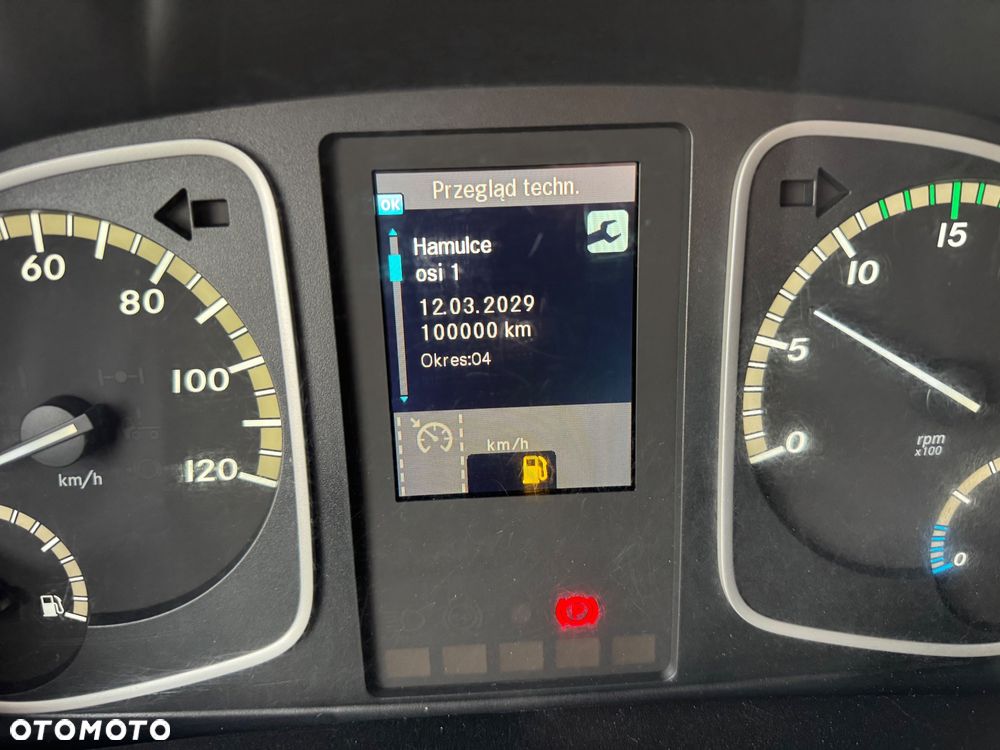 Przegląd techn.
OK
Hamulce
osi 1
12.03.2029
100000 km
Okres:04
km/h
60
80
100
120
km/h
15
10
5
0
rpm
x100
0
OTOMOTO